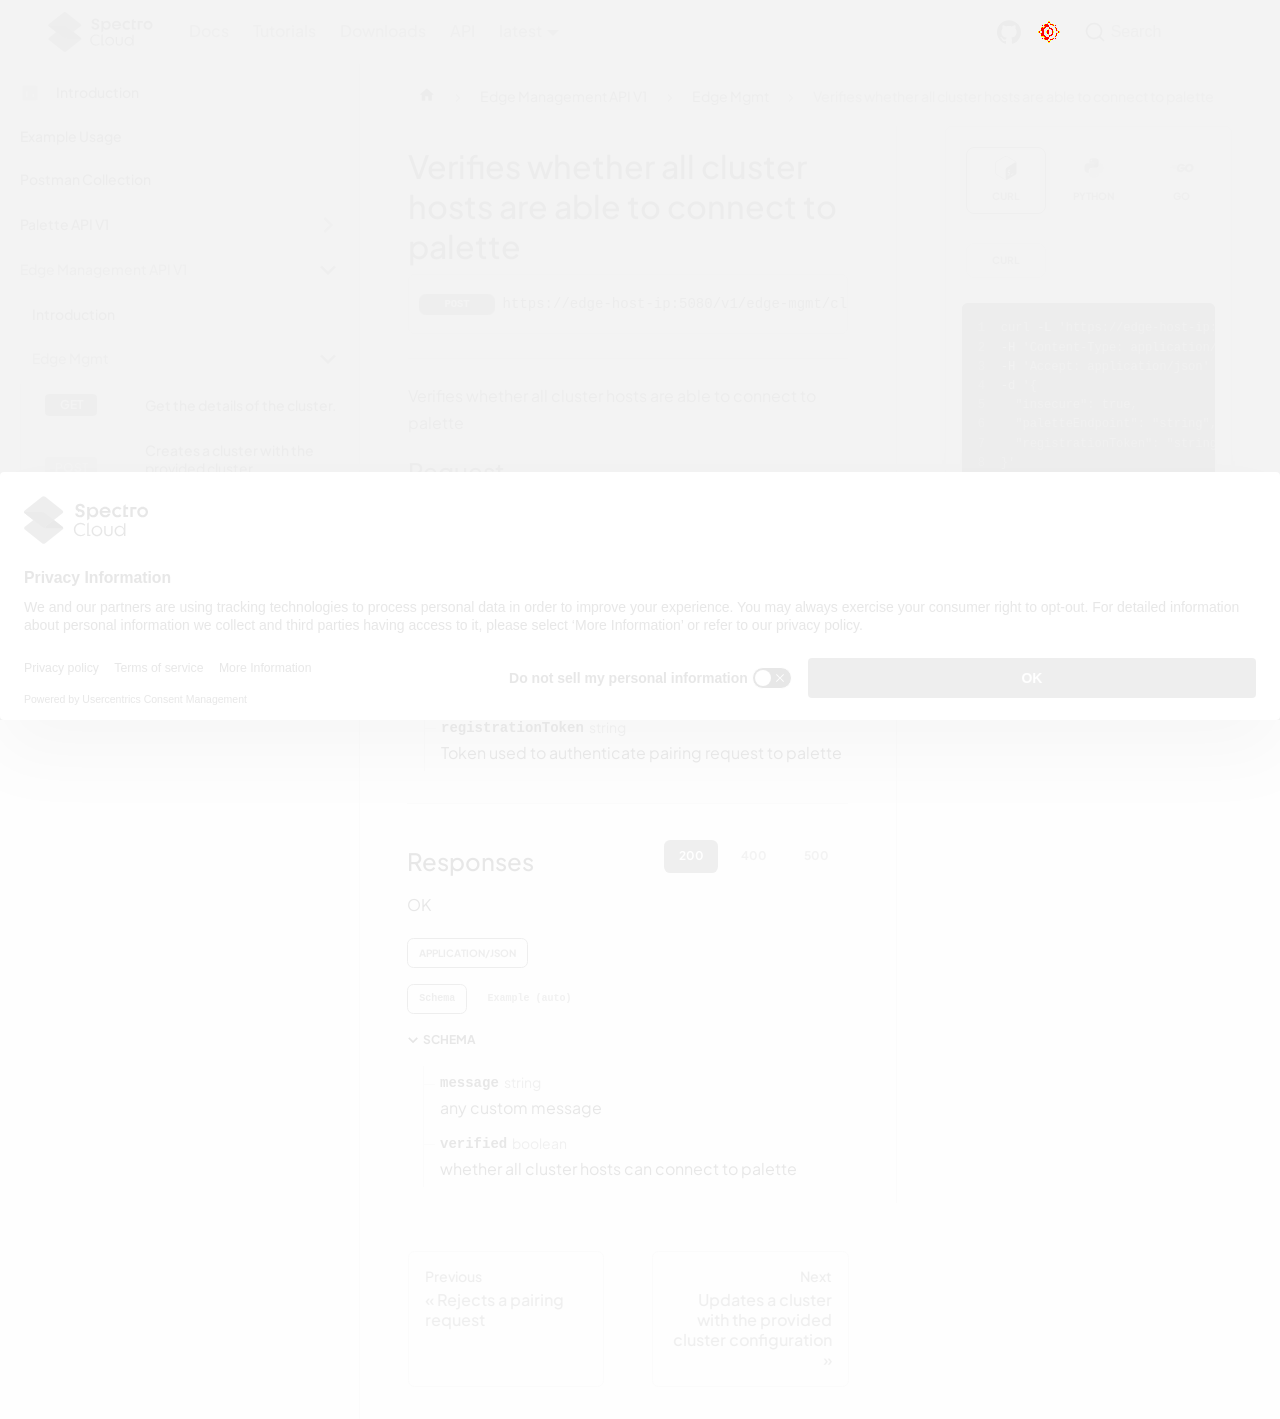 Spectro Cloud
Docs Tutorials Downloads API latest
Search
Introduction
Example Usage
Postman Collection
Palette API V1
Edge Management API V1
Introduction
Edge Mgmt
GET Get the details of the cluster.
Creates a cluster with the
provided cluster
Edge Management API V1 Edge Mgmt Verifies whether all cluster hosts are able to connect to palette
Verifies whether all cluster
hosts are able to connect to
palette
POST https://edge-host-ip:5080/v1/edge-mgmt/cl
Verifies whether all cluster hosts are able to connect to
palette
Request
CURL PYTHON GO
CURL
Spectro
Cloud
Privacy Information
We and our partners are using tracking technologies to process personal data in order to improve your experience. You may always exercise your consumer right to opt-out. For detailed information
about personal information we collect and third parties having access to it, please select 'More Information' or refer to our privacy policy.
Privacy policy Terms of service More Information
Do not sell my personal information
OK
Powered by Usercentrics Consent Management
registrationToken string
Token used to authenticate pairing request to palette
Responses
200 400 500
OK
APPLICATION/JSON
Schema Example (auto)
SCHEMA
message string
any custom message
verified boolean
whether all cluster hosts can connect to palette
Previous
« Rejects a pairing
request
Next
Updates a cluster
with the provided
cluster configuration
»